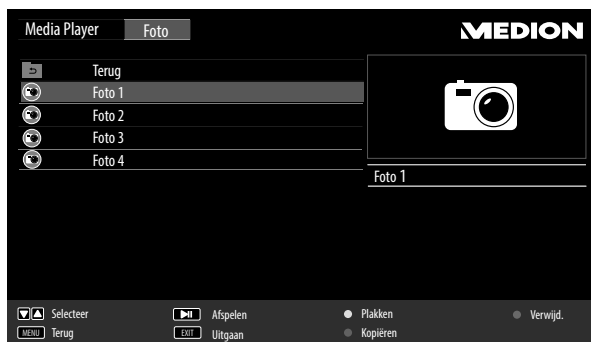 Media Player Foto MEDION
Terug
Foto 1
Foto 2
Foto 3
Foto 4
Foto 1
Selecteer Afspelen Plakken Verwijd.
MENU Terug EXIT Uitgaan Kopiëren